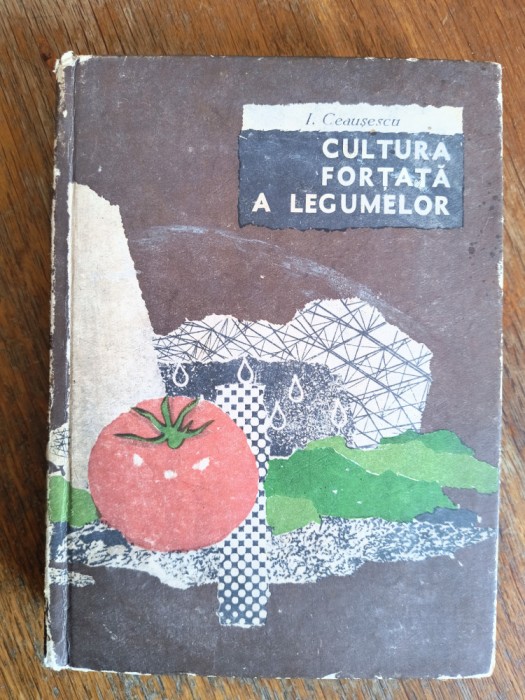 I. Ceaușescu
CULTURA
FORȚATĂ
A LEGUMELOR